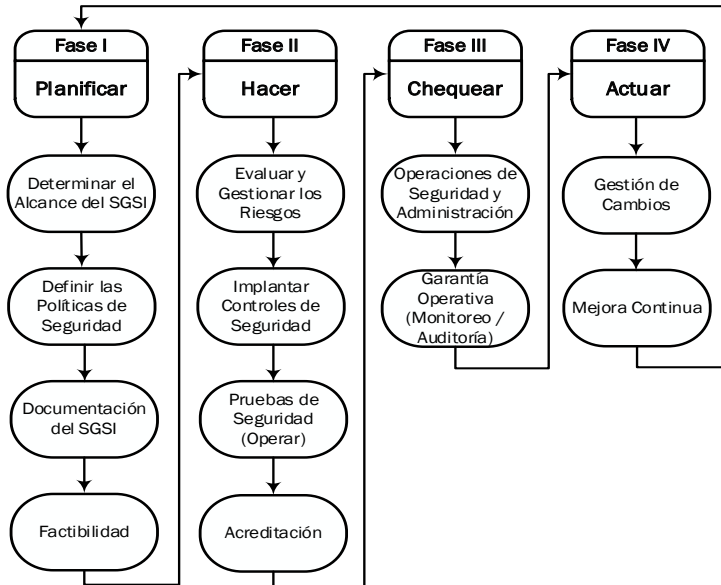 Fase I
Planificar
Determinar el
Alcance del SGSI
Definir las
Políticas de
Seguridad
Documentación
del SGSI
Factibilidad
Fase II
Hacer
Evaluar y
Gestionar los
Riesgos
Implantar
Controles de
Seguridad
Pruebas de
Seguridad
(Operar)
Acreditación
Fase III
Chequear
Operaciones de
Seguridad y
Administración
Garantía
Operativa
(Monitoreo /
Auditoría)
Fase IV
Actuar
Gestión de
Cambios
Mejora Continua